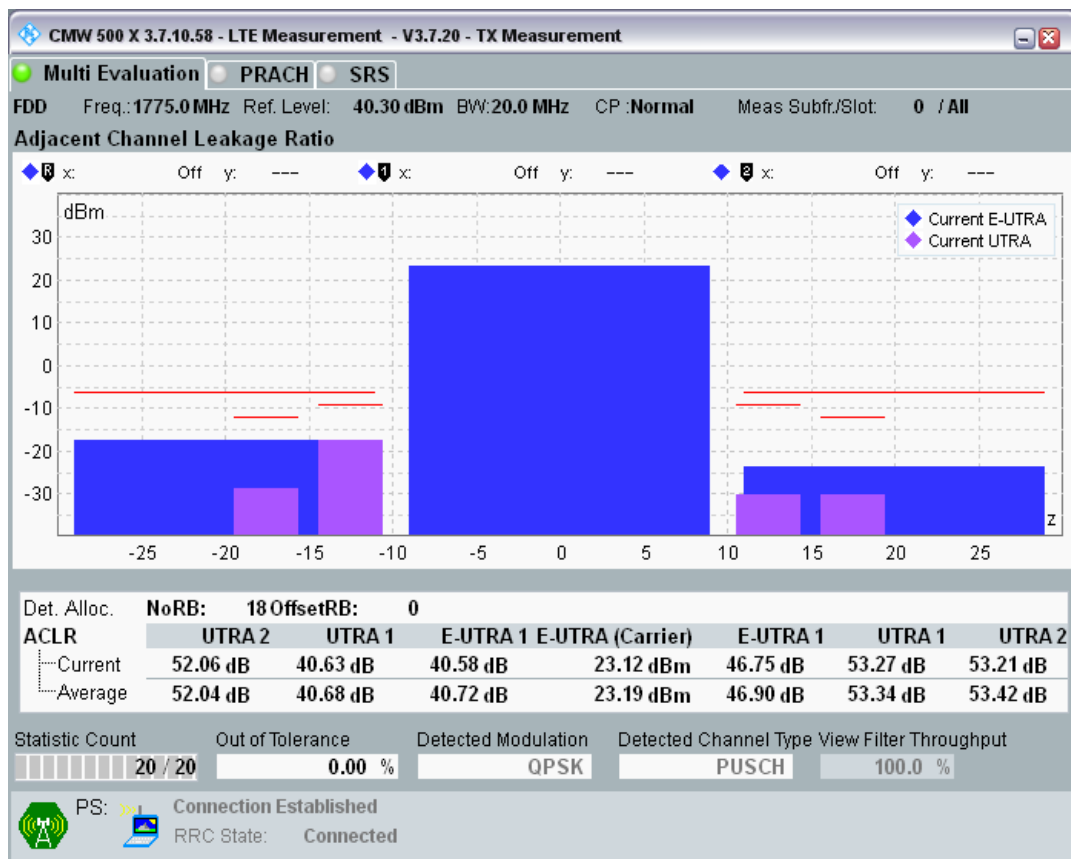 CMW 500 X 3.7.10.58 - LTE Measurement - V3.7.20 - TX Measurement
Multi Evaluation PRACH SRS
FDD Freq.:1775.0 MHz Ref. Level: 40.30 dBm BW:20.0 MHz CP :Normal Meas Subfr./Slot: 0 / All
Adjacent Channel Leakage Ratio
R x: Off y: --- 1 x: Off y: --- 2 x: Off y: ---
dBm
Current E-UTRA
Current UTRA
30
20
10
0
-10
-20
-30
z
-25 -20 -15 -10 -5 0 5 10 15 20 25
Det. Alloc. NoRB: 18 OffsetRB: 0
ACLR UTRA 2 UTRA 1 E-UTRA 1 E-UTRA (Carrier) E-UTRA 1 UTRA 1 UTRA 2
Current 52.06 dB 40.63 dB 40.58 dB 23.12 dBm 46.75 dB 53.27 dB 53.21 dB
Average 52.04 dB 40.68 dB 40.72 dB 23.19 dBm 46.90 dB 53.34 dB 53.42 dB
Statistic Count Out of Tolerance Detected Modulation Detected Channel Type View Filter Throughput
20 / 20 0.00 % QPSK PUSCH 100.0 %
PS: Connection Established
RRC State: Connected